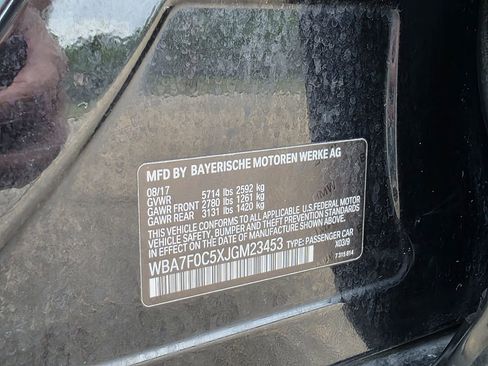 MFD BY BAYERISCHE MOTOREN WERKE AG
08/17
GVWR 5714 lbs 2592 kg
GAWR FRONT 2780 lbs 1261 kg
GAWR REAR 3131 lbs 1420 kg
THIS VEHICLE CONFORMS TO ALL APPLICABLE U.S. FEDERAL MOTOR
VEHICLE SAFETY, BUMPER AND THEFT PREVENTION STANDARDS
IN EFFECT ON THE DATE OF MANUFACTURE SHOWN ABOVE.
WBA7F0C5XJGM23453 TYPE: PASSENGER CAR
X03/9